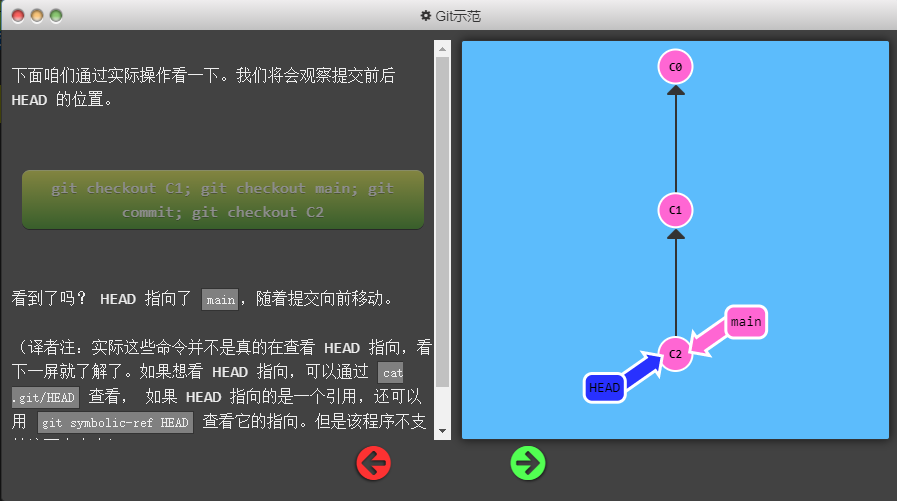 Git示范
下面咱们通过实际操作看一下。我们将会观察提交前后
HEAD 的位置。
git checkout C1; git checkout main; git
commit; git checkout C2
看到了吗? HEAD 指向了 main，随着提交向前移动。
（译者注：实际这些命令并不是真的在查看 HEAD 指向，看
下一屏就了解了。如果想看 HEAD 指向，可以通过 cat
.git/HEAD 查看， 如果 HEAD 指向的是一个引用，还可以
用 git symbolic-ref HEAD 查看它的指向。但是该程序不支
C0
C1
main
C2
HEAD